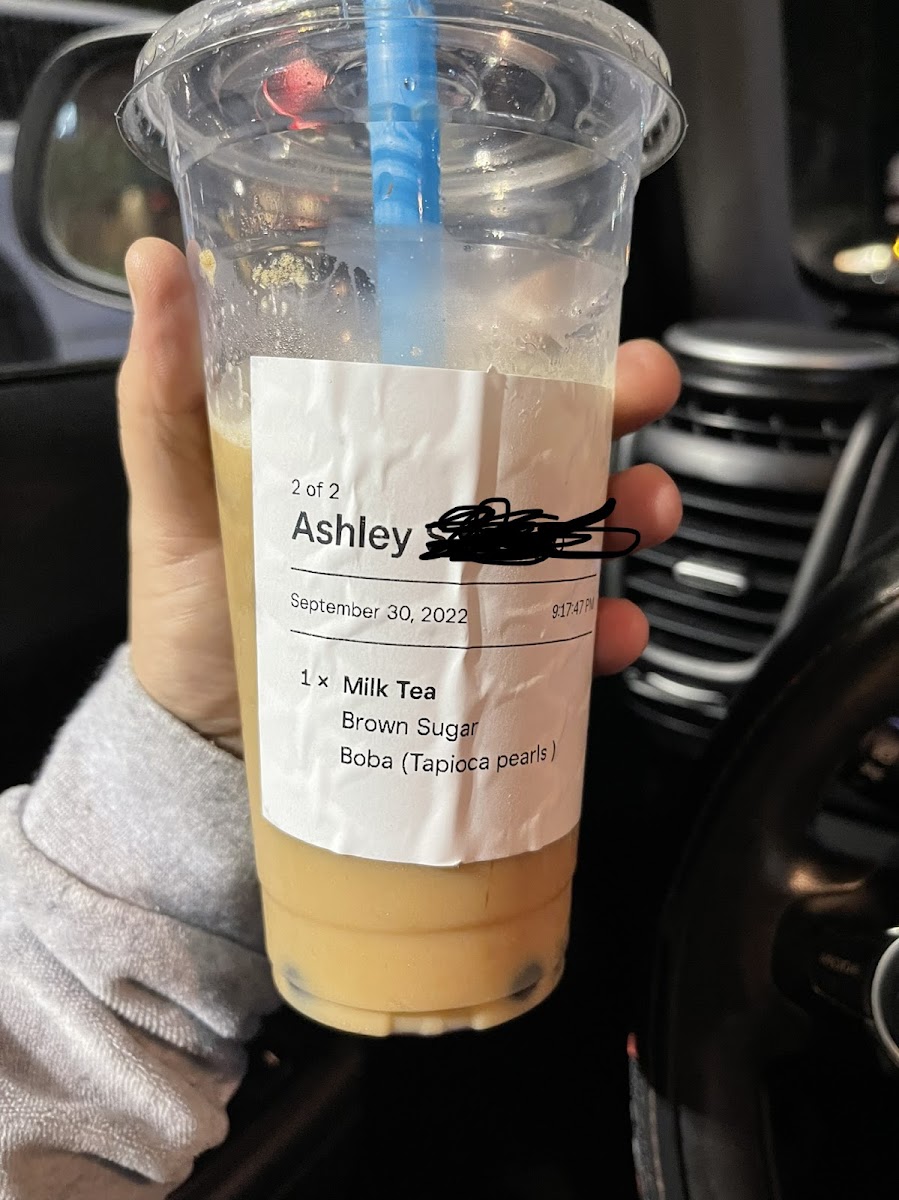 2 of 2
Ashley
September 30, 2022 9:17:47 PM
1 × Milk Tea
Brown Sugar
Boba (Tapioca pearls )
MODE